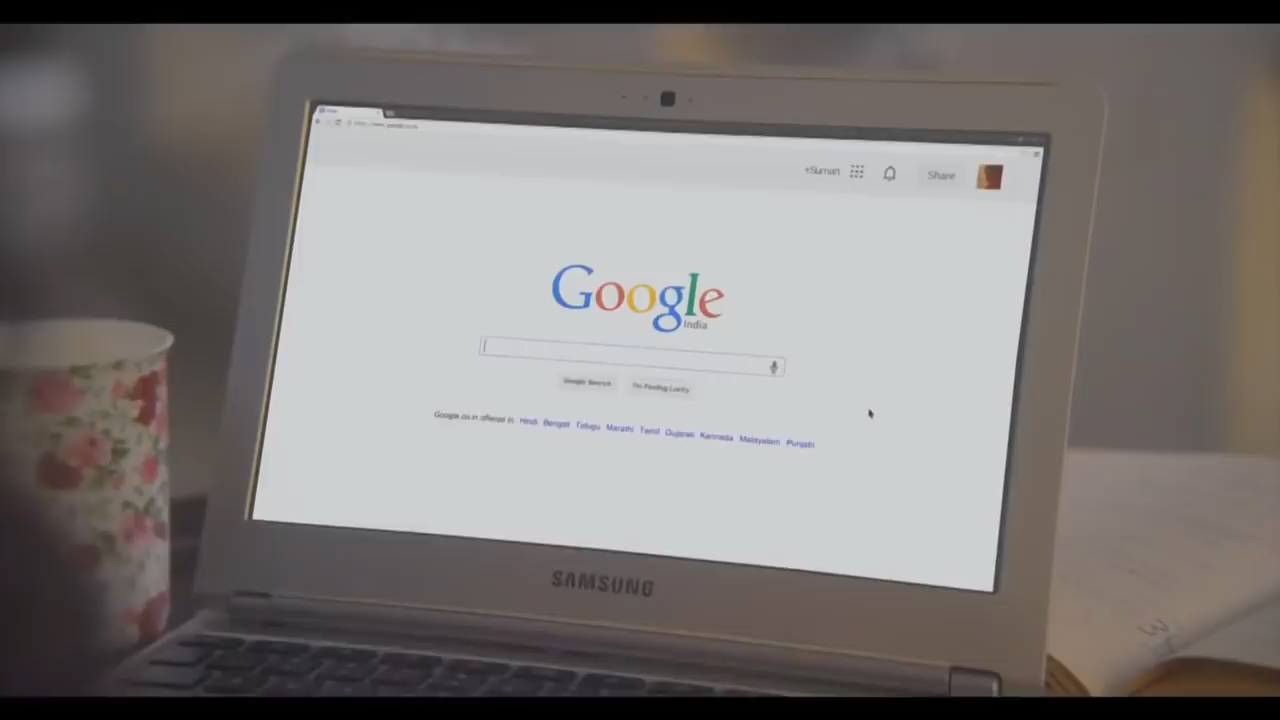 +Suman Share
Google
India
Google Search I'm Feeling Lucky
Google.co.in offered in: Hindi Bengali Telugu Marathi Tamil Gujarati Kannada Malayalam Punjabi
SAMSUNG